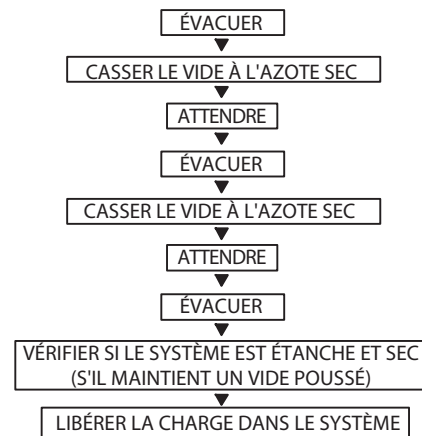 ÉVACUER
CASSER LE VIDE À L'AZOTE SEC
ATTENDRE
ÉVACUER
CASSER LE VIDE À L'AZOTE SEC
ATTENDRE
ÉVACUER
VÉRIFIER SI LE SYSTÈME EST ÉTANCHE ET SEC
(S'IL MAINTIENT UN VIDE POUSSÉ)
LIBÉRER LA CHARGE DANS LE SYSTÈME